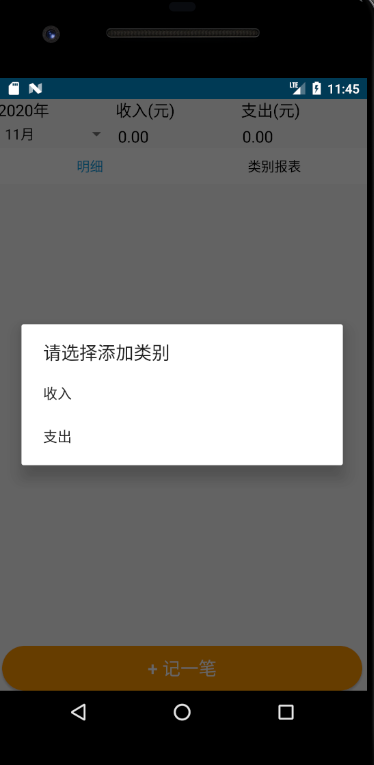 LTE 11:45
2020年 收入(元) 支出(元)
11月 0.00 0.00
明细 类别报表
请选择添加类别
收入
支出
+ 记一笔